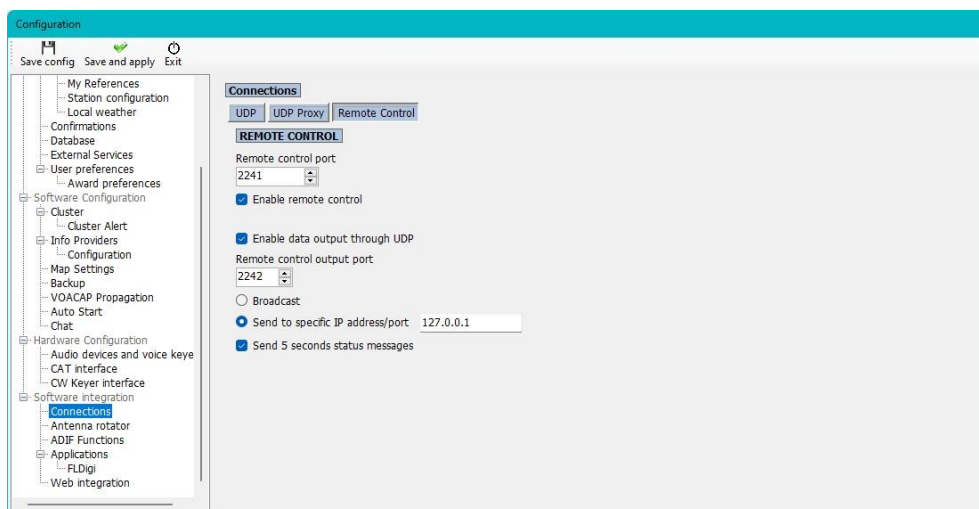 Configuration
Save config Save and apply Exit
My References
Station configuration
Local weather
Confirmations
Database
External Services
User preferences
Award preferences
Software Configuration
Cluster
Cluster Alert
Info Providers
Configuration
Map Settings
Backup
VOACAP Propagation
Auto Start
Chat
Hardware Configuration
Audio devices and voice keye
CAT interface
CW Keyer interface
Software integration
Connections
Antenna rotator
ADIF Functions
Applications
FLDigi
Web integration
Connections
UDP UDP Proxy Remote Control
REMOTE CONTROL
Remote control port
2241
Enable remote control
Enable data output through UDP
Remote control output port
2242
Broadcast
Send to specific IP address/port 127.0.0.1
Send 5 seconds status messages